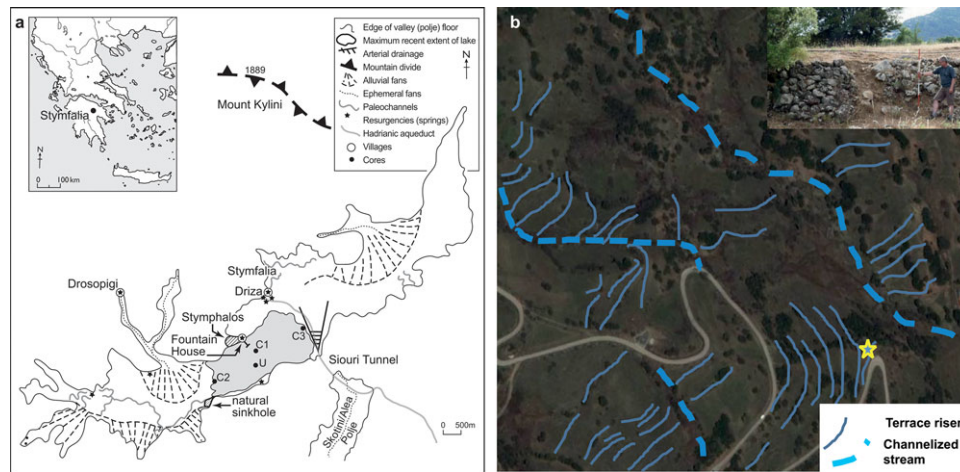 a
Stymfalia
N
0 100km
1889
Mount Kylini
Edge of valley (polje) floor
Maximum recent extent of lake
Arterial drainage
N
Mountain divide
Alluvial fans
Ephemeral fans
Paleochannels
Resurgencies (springs)
Hadrianic aqueduct
Villages
Cores
Stymfalia
Drosopigi
Driza
Stymphalos
Fountain
House
C1
C3
U
C2
Siouri Tunnel
natural
sinkhole
Skotini/Alea
Polje
0 500m
b
Terrace riser
Channelized
stream